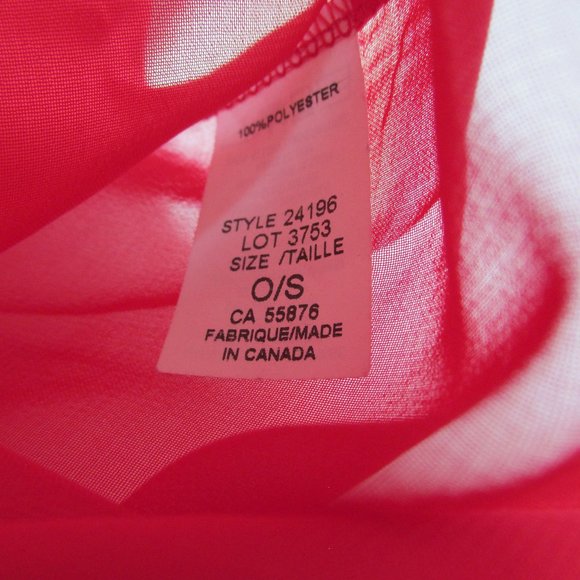 100%POLYESTER
STYLE 24196
LOT 3753
SIZE /TAILLE
O/S
CA 55876
FABRIQUE/MADE
IN CANADA